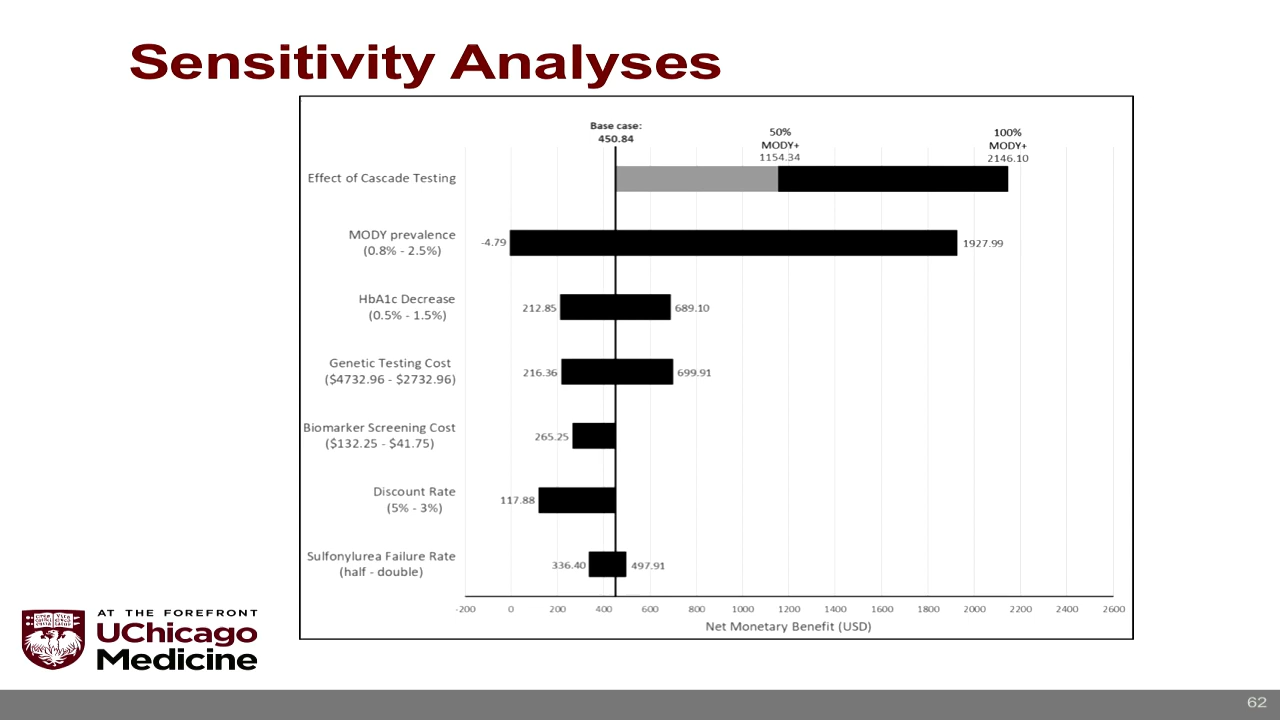 Sensitivity Analyses
Base case:
450.84
50%
MODY+
1154.34
100%
MODY+
2146.10
Effect of Cascade Testing
MODY prevalence
(0.8% - 2.5%)
-4.79
1927.99
HbA1c Decrease
(0.5% - 1.5%)
212.85
689.10
Genetic Testing Cost
($4732.96 - $2732.96)
216.36
699.91
Biomarker Screening Cost
($132.25 - $41.75)
265.25
Discount Rate
(5% - 3%)
117.88
Sulfonylurea Failure Rate
(half - double)
336.40
497.91
-200 0 200 400 600 800 1000 1200 1400 1600 1800 2000 2200 2400 2600
Net Monetary Benefit (USD)
AT THE FOREFRONT
UChicago
Medicine
62